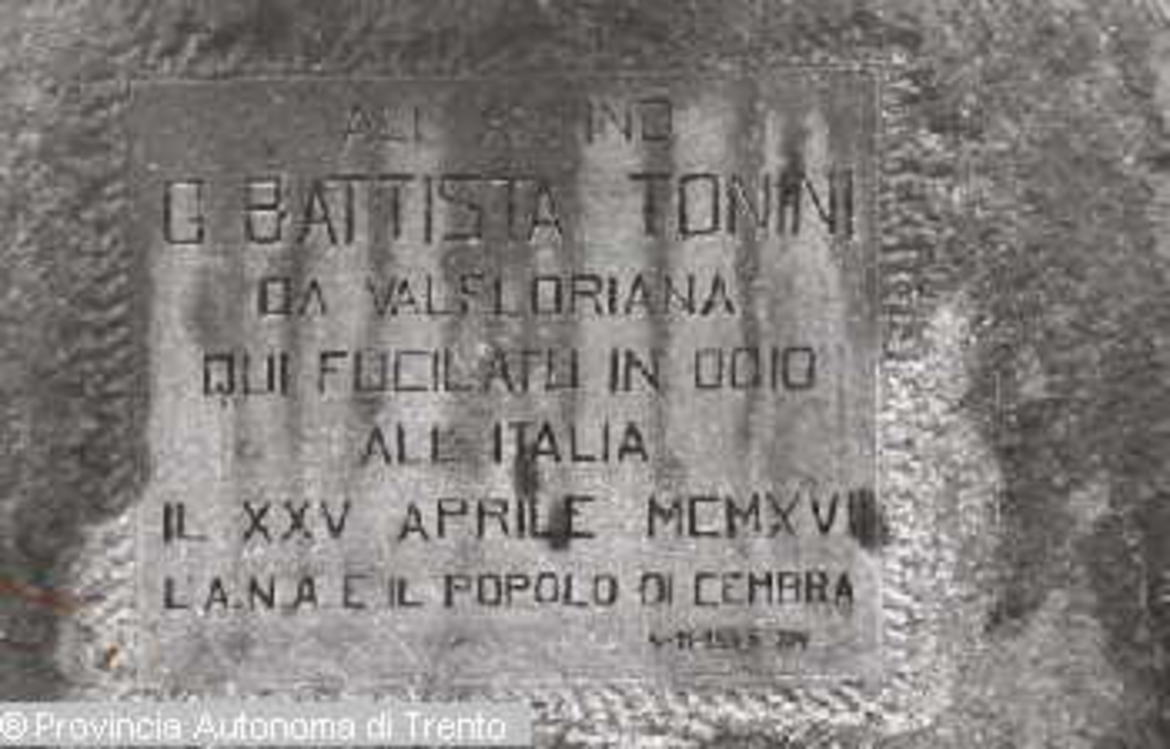 G BATTISTA TONINI
DA VALFLORIANA
QUI FUCILATO IN ODIO
ALL ITALIA
IL XXV APRILE
L'A.N.A E IL POPOLO DI CEMBRA
© Provincia Autonoma di Trento